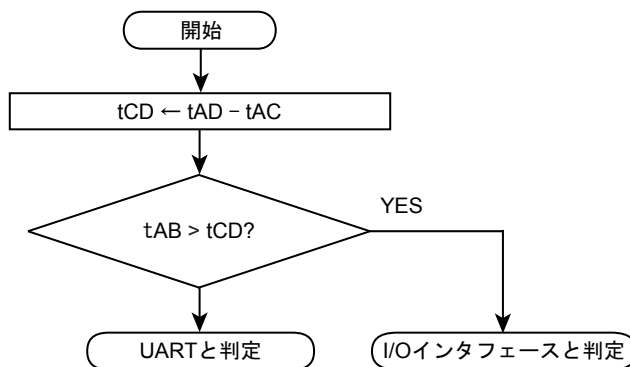 開始
tCD ← tAD − tAC
tAB > tCD?
YES
UARTと判定
I/Oインタフェースと判定